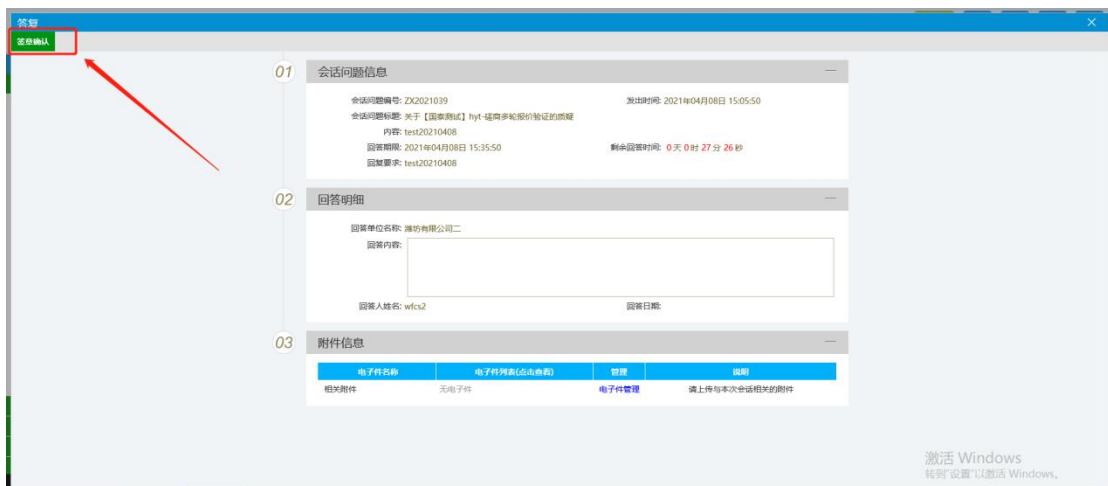 答复
签章确认
01 会话问题信息
会话问题编号: ZX2021039 发出时间: 2021年04月08日 15:05:50
会话问题标题: 关于【国泰测试】hyt-磋商多轮报价验证的质疑
内容: test20210408
回答期限: 2021年04月08日 15:35:50 剩余回答时间: 0 天 0 时 27 分 26 秒
回复要求: test20210408
02 回答明细
回答单位名称: 潍坊有限公司二
回答内容:
回答人姓名: wfcs2 回答日期:
03 附件信息
电子件名称 电子件列表(点击查看) 管理 说明
相关附件 无电子件 电子件管理 请上传与本次会话相关的附件
激活 Windows
转到"设置"以激活 Windows。